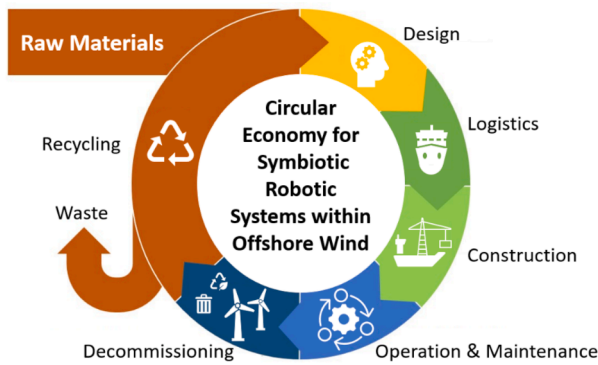 Raw Materials
Design
Logistics
Construction
Operation & Maintenance
Decommissioning
Waste
Recycling
Circular
Economy for
Symbiotic
Robotic
Systems within
Offshore Wind